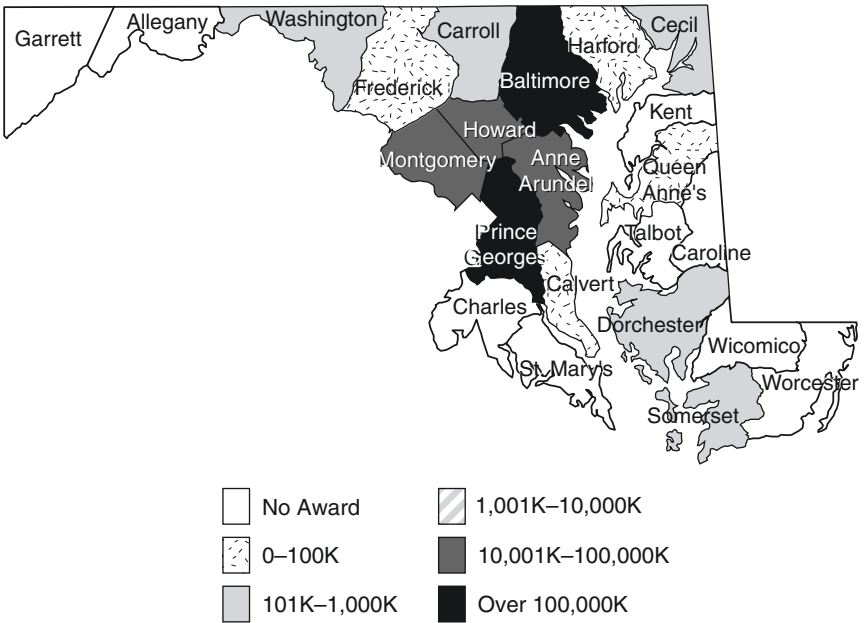 Garrett
Allegany
Washington
Frederick
Carroll
Baltimore
Harford
Cecil
Kent
Howard
Montgomery
Anne
Arundel
Queen
Anne's
Prince
Georges
Talbot
Caroline
Calvert
Charles
Dorchester
St. Mary's
Wicomico
Worcester
Somerset
No Award
0–100K
101K–1,000K
1,001K–10,000K
10,001K–100,000K
Over 100,000K